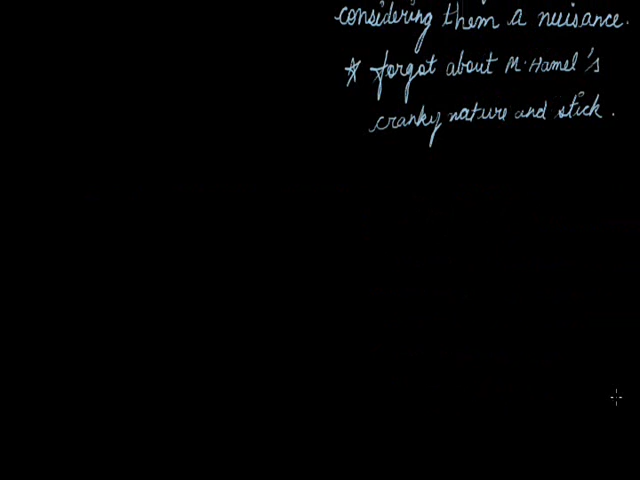 considering them a nuisance.
* forgot about M. Hamel's
cranky nature and stick.